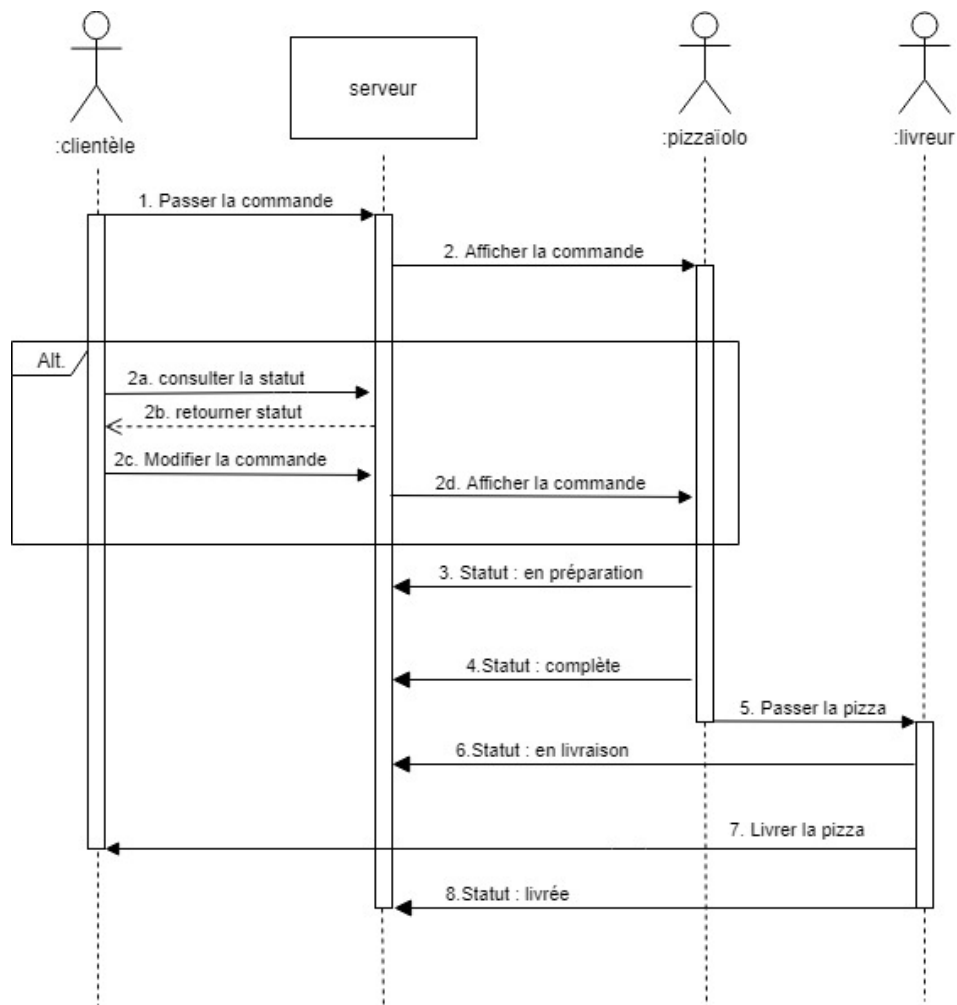 :clientèle
serveur
:pizzaïolo
:livreur
1. Passer la commande
2. Afficher la commande
Alt.
2a. consulter la statut
2b. retourner statut
2c. Modifier la commande
2d. Afficher la commande
3. Statut : en préparation
4.Statut : complète
5. Passer la pizza
6.Statut : en livraison
7. Livrer la pizza
8.Statut : livrée